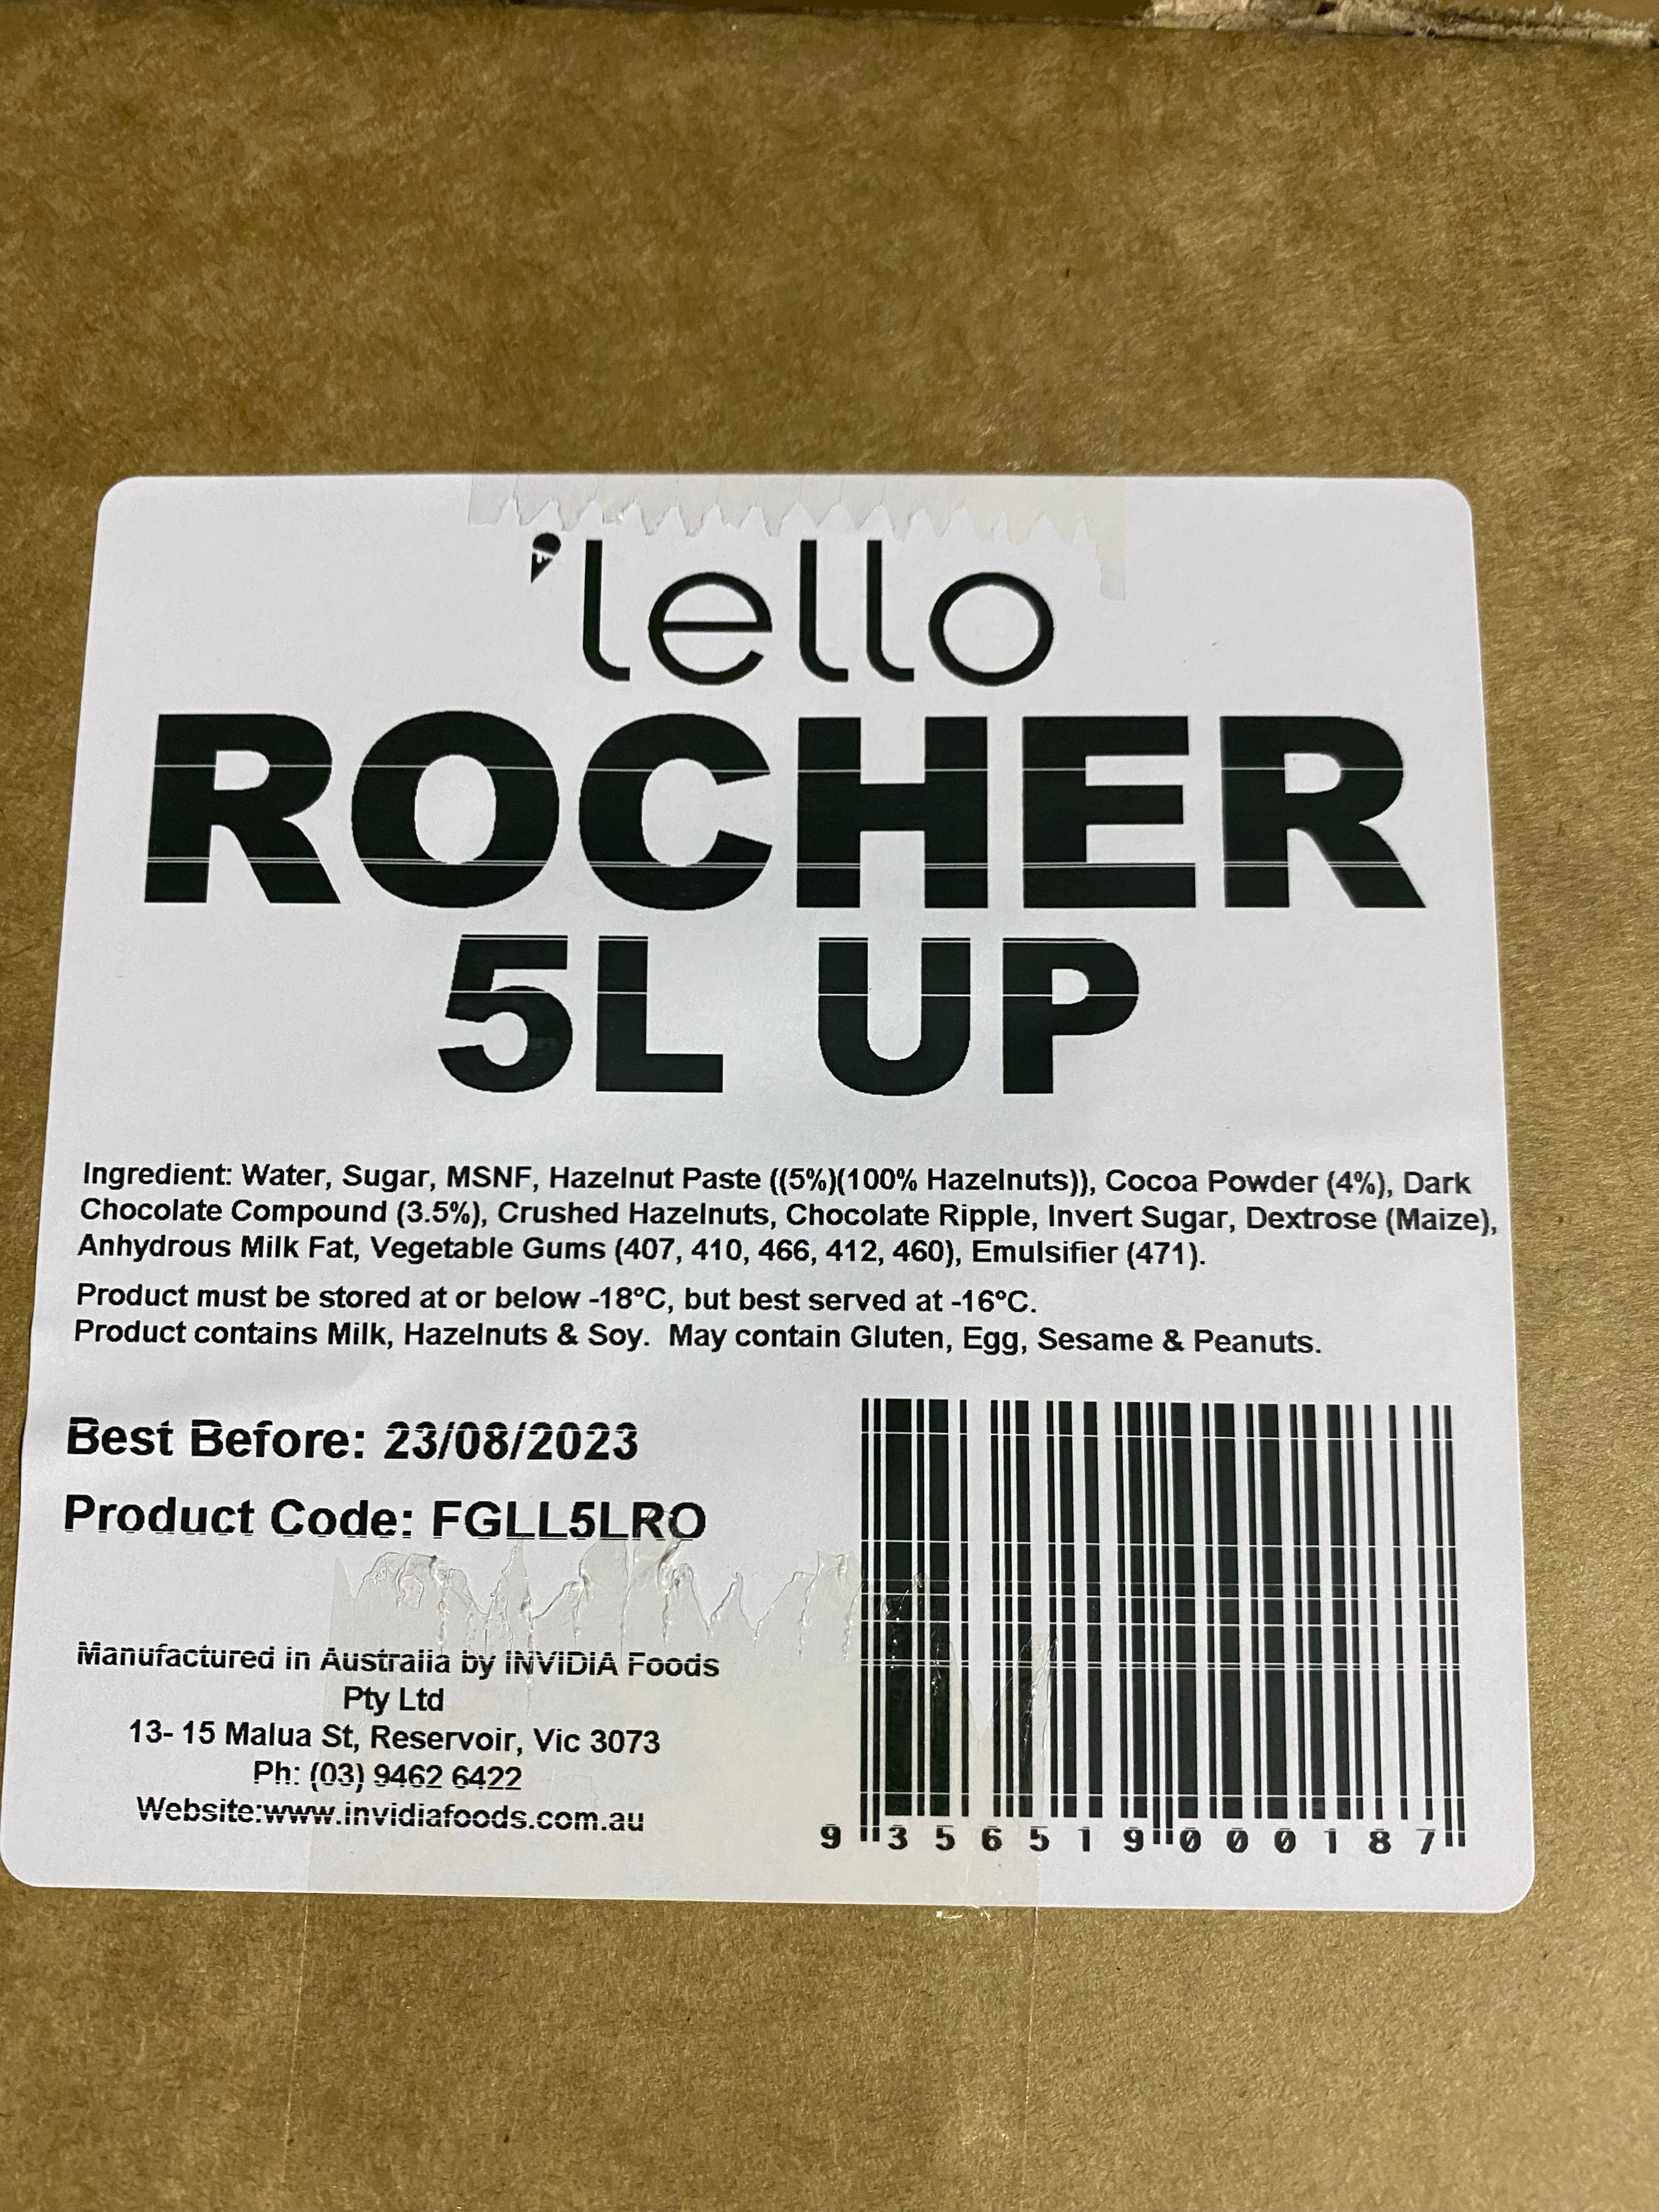 'lello
ROCHER
5L UP
Ingredient: Water, Sugar, MSNF, Hazelnut Paste ((5%)(100% Hazelnuts)), Cocoa Powder (4%), Dark
Chocolate Compound (3.5%), Crushed Hazelnuts, Chocolate Ripple, Invert Sugar, Dextrose (Maize),
Anhydrous Milk Fat, Vegetable Gums (407, 410, 466, 412, 460), Emulsifier (471).
Product must be stored at or below -18°C, but best served at -16°C.
Product contains Milk, Hazelnuts & Soy.  May contain Gluten, Egg, Sesame & Peanuts.
Best Before: 23/08/2023
Product Code: FGLL5LRO
Manufactured in Australia by INVIDIA Foods
Pty Ltd
13- 15 Malua St, Reservoir, Vic 3073
Ph: (03) 9462 6422
Website:www.invidiafoods.com.au
9 356519 000187